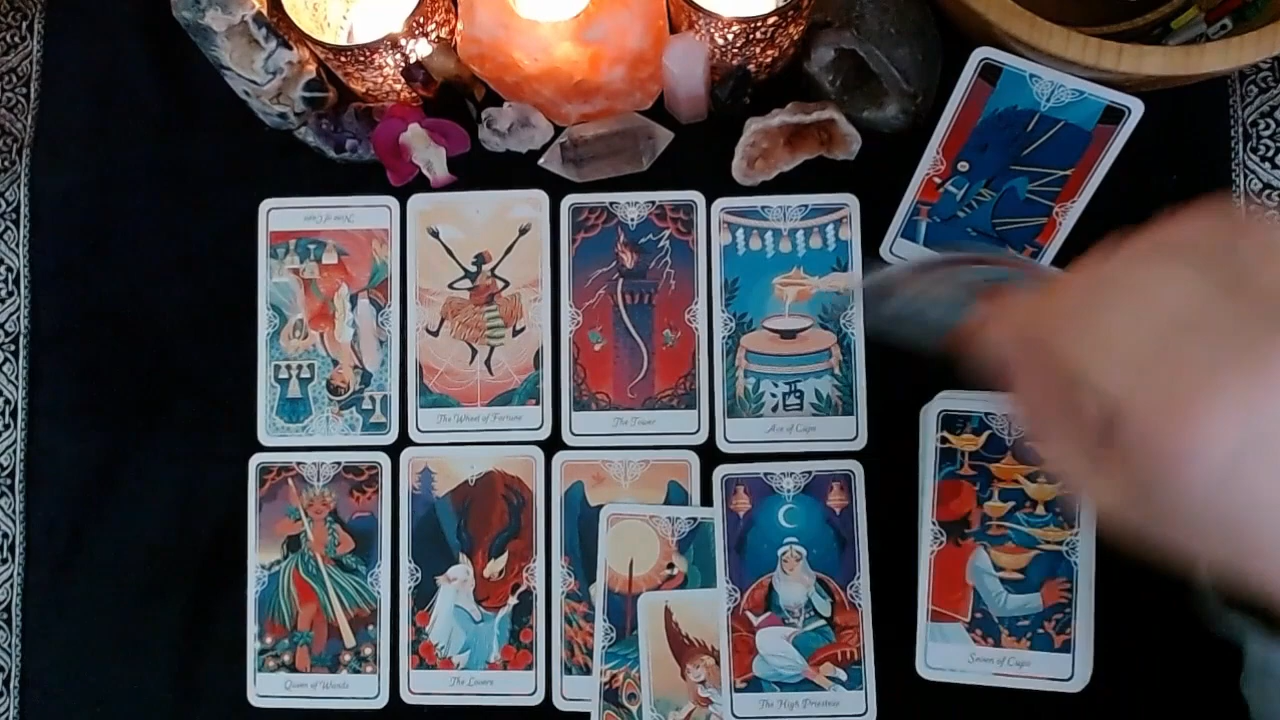 Nine of Cups
The Wheel of Fortune
The Tower
酒
Ace of Cups
Queen of Wands
The Lovers
The High Priestess
Seven of Cups